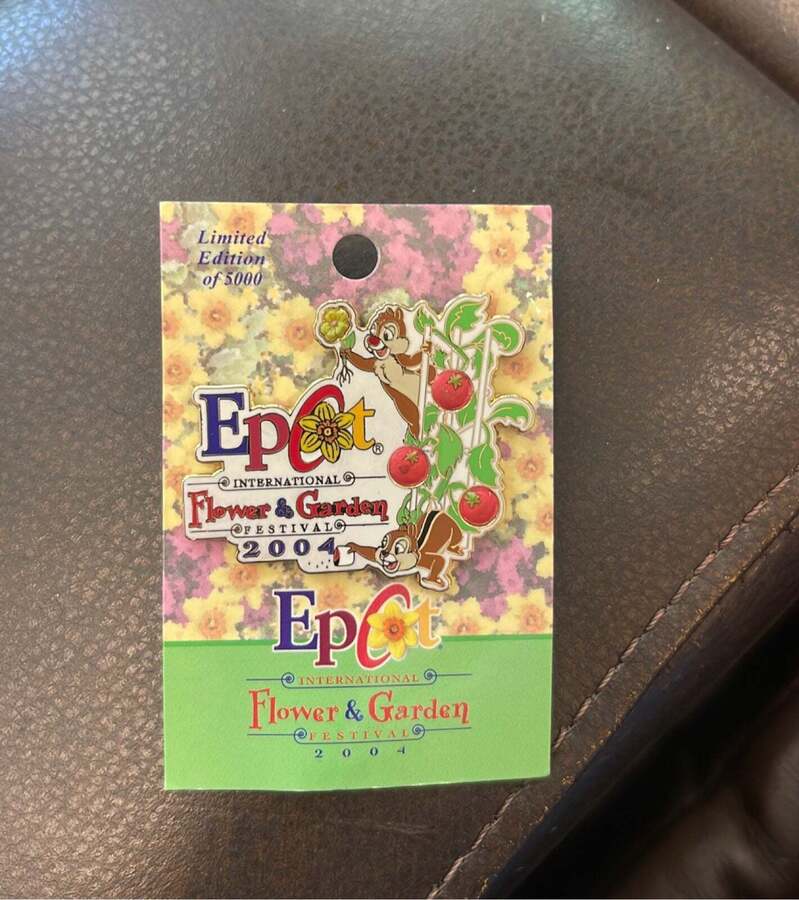 Limited
Edition
of 5000
Epcot®
INTERNATIONAL
Flower & Garden
FESTIVAL
2004
Epcot
INTERNATIONAL
Flower & Garden
FESTIVAL
2004